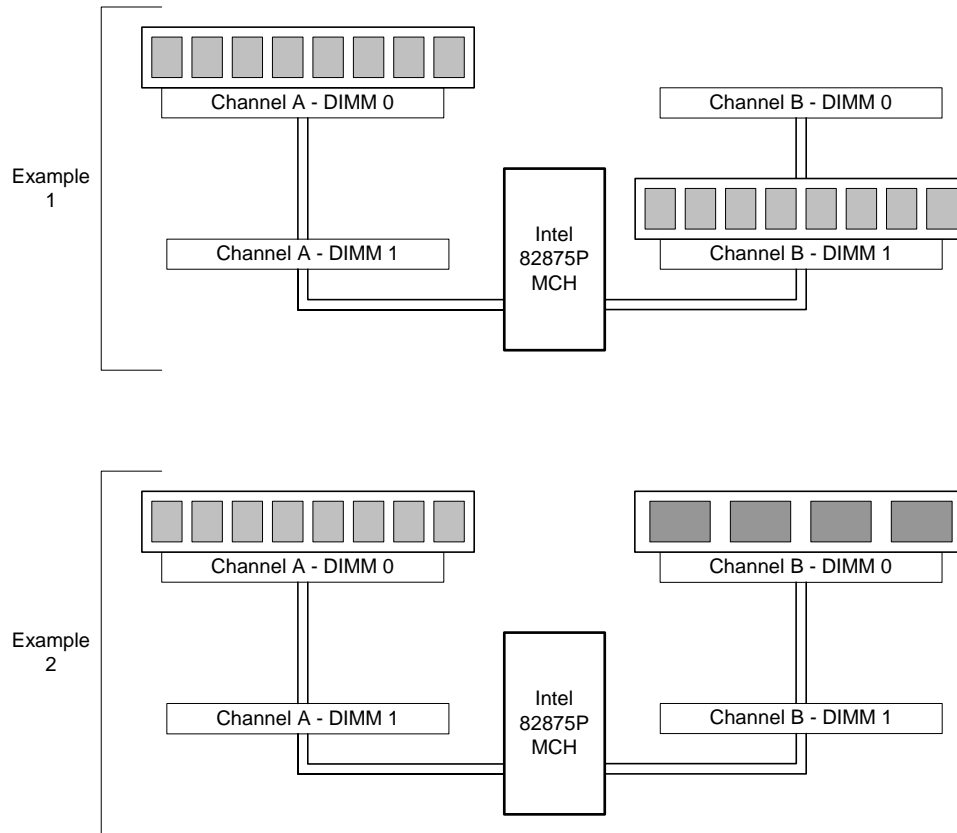 Channel A - DIMM 0
Channel B - DIMM 0
Example
1
Channel A - DIMM 1
Intel
82875P
MCH
Channel B - DIMM 1
Channel A - DIMM 0
Channel B - DIMM 0
Example
2
Channel A - DIMM 1
Intel
82875P
MCH
Channel B - DIMM 1